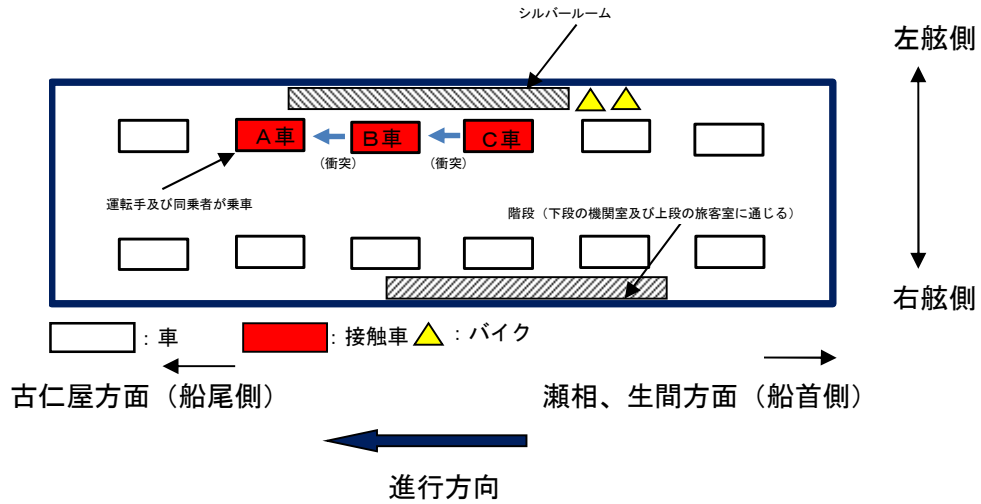 シルバールーム
左舷側
A車
B車
C車
(衝突)
(衝突)
運転手及び同乗者が乗車
階段（下段の機関室及び上段の旅客室に通じる）
右舷側
：車
：接触車
：バイク
古仁屋方面（船尾側）
瀬相、生間方面（船首側）
進行方向